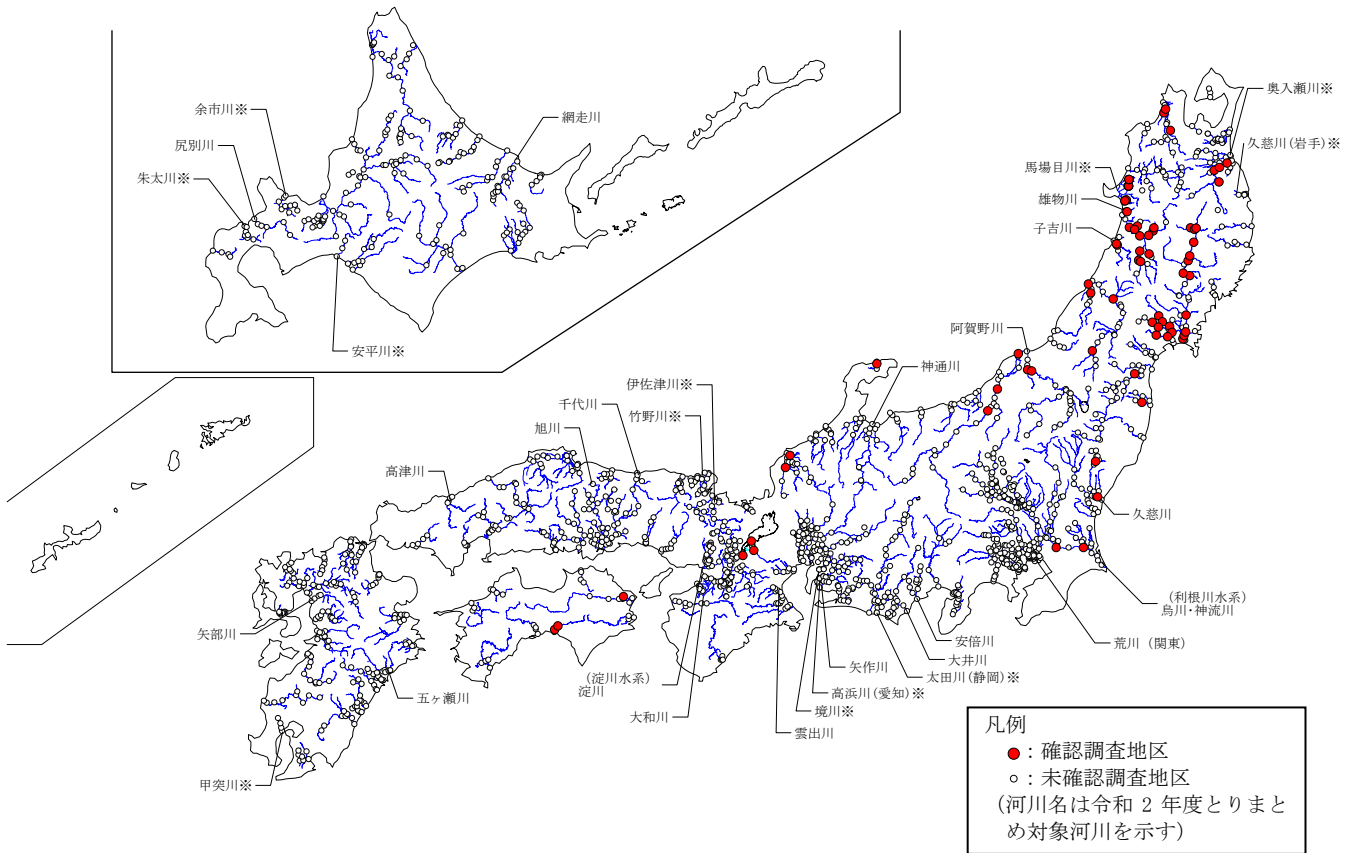 余市川※
尻別川
朱太川※
網走川
安平川※
奥入瀬川※
久慈川(岩手)※
馬場目川※
雄物川
子吉川
阿賀野川
神通川
伊佐津川※
千代川
竹野川※
旭川
高津川
久慈川
(利根川水系)
烏川・神流川
荒川（関東）
安倍川
大井川
太田川(静岡)※
矢作川
高浜川(愛知)※
境川※
雲出川
(淀川水系)
淀川
大和川
矢部川
五ヶ瀬川
甲突川※
凡例
：確認調査地区
：未確認調査地区
(河川名は令和 2 年度とりまと
め対象河川を示す)